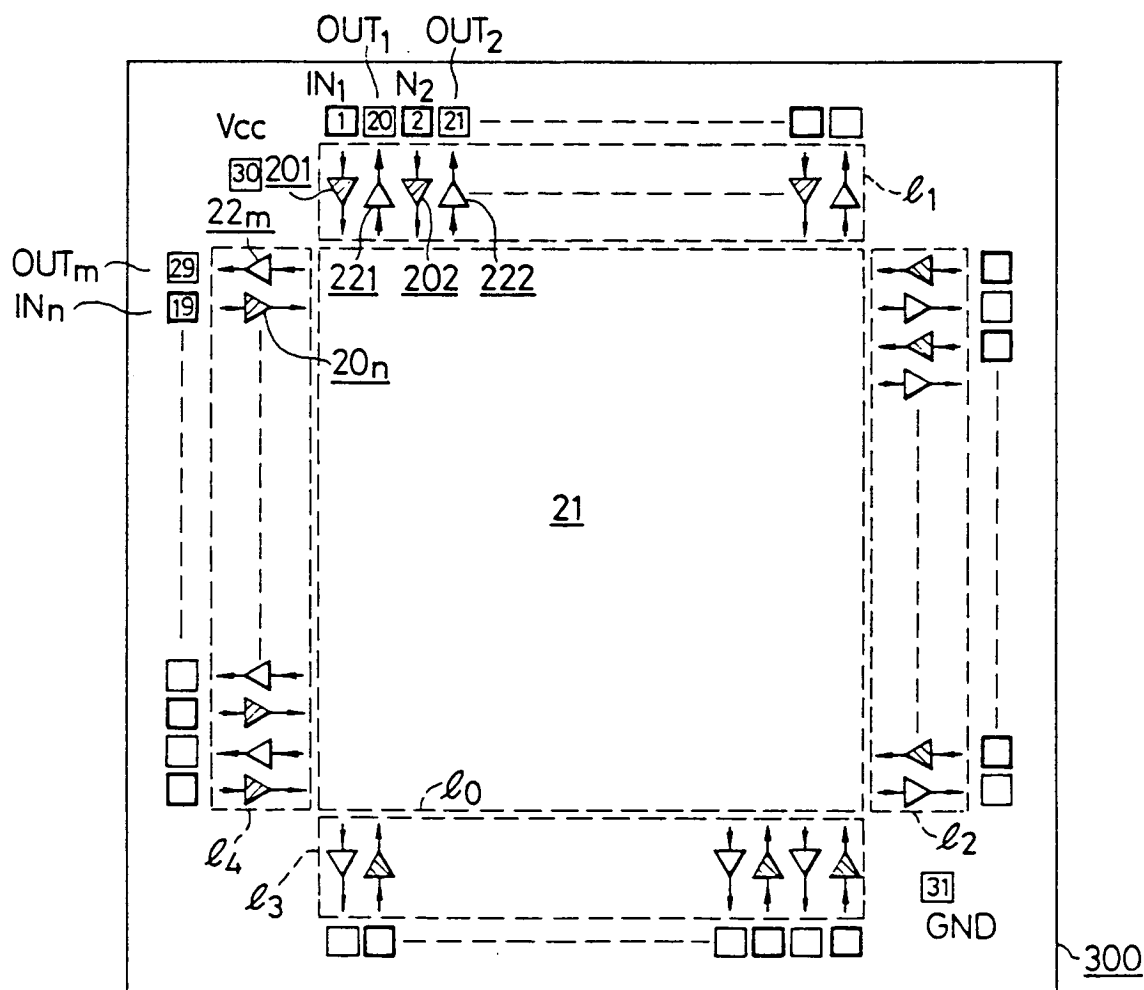 OUT1 OUT2
IN1 N2
1 20 2 21
Vcc
30 201
ℓ1
22m
221 202 222
OUTm 29
INn 19
20n
21
ℓ0
ℓ4
ℓ3
ℓ2
31
GND
300